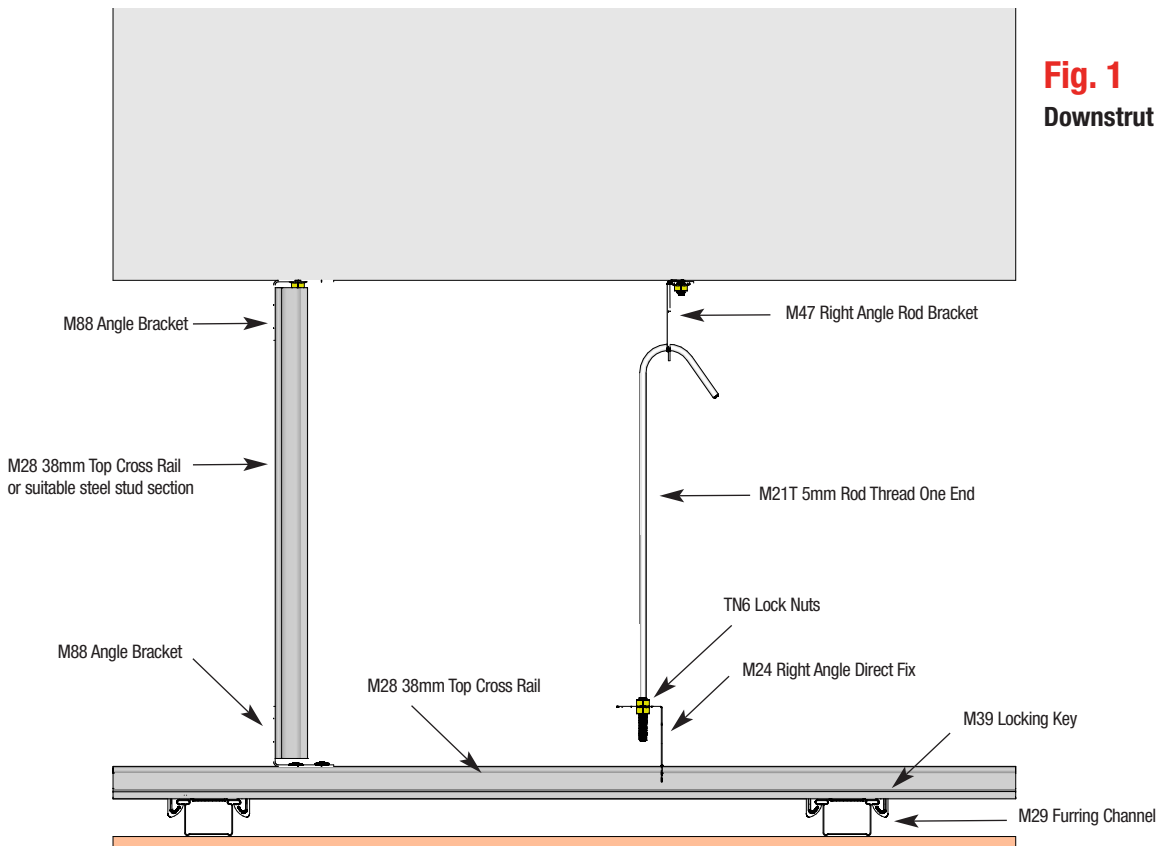 Fig. 1
Downstrut
M47 Right Angle Rod Bracket
M88 Angle Bracket
M28 38mm Top Cross Rail
or suitable steel stud section
M21T 5mm Rod Thread One End
TN6 Lock Nuts
M88 Angle Bracket
M24 Right Angle Direct Fix
M28 38mm Top Cross Rail
M39 Locking Key
M29 Furring Channel